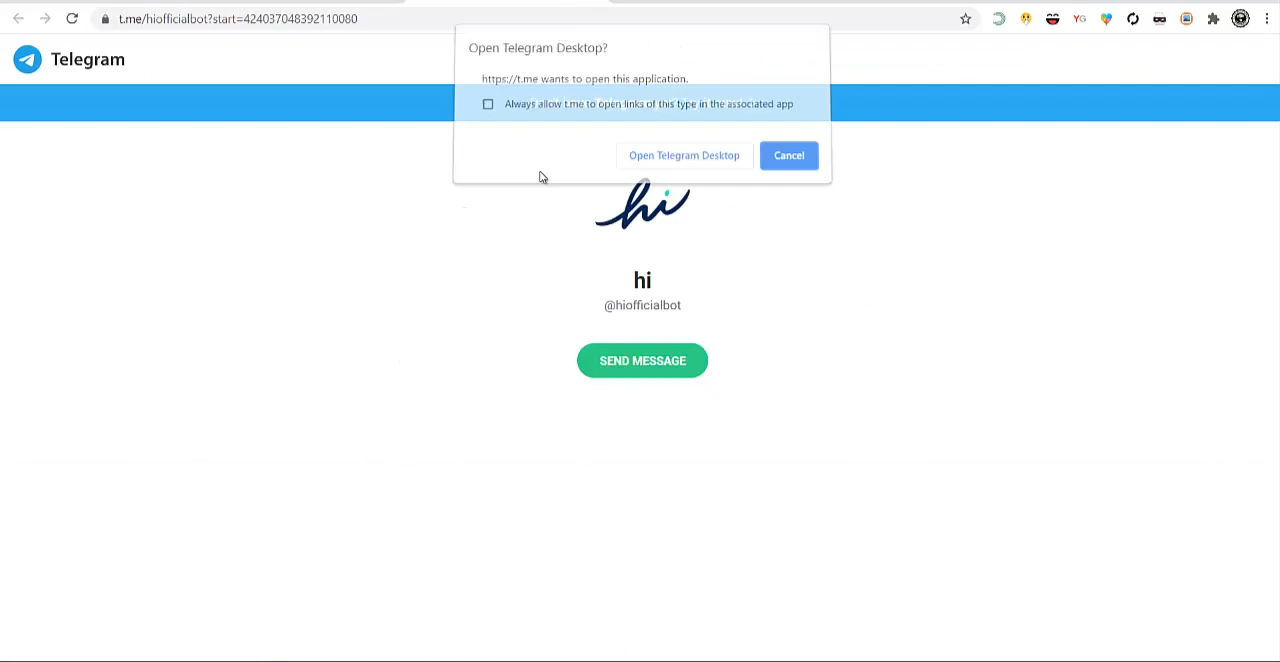 t.me/hiofficialbot?start=424037048392110080
YG
Telegram
Open Telegram Desktop?
https://t.me wants to open this application.
Always allow t.me to open links of this type in the associated app
Open Telegram Desktop
Cancel
hi
hi
@hiofficialbot
SEND MESSAGE